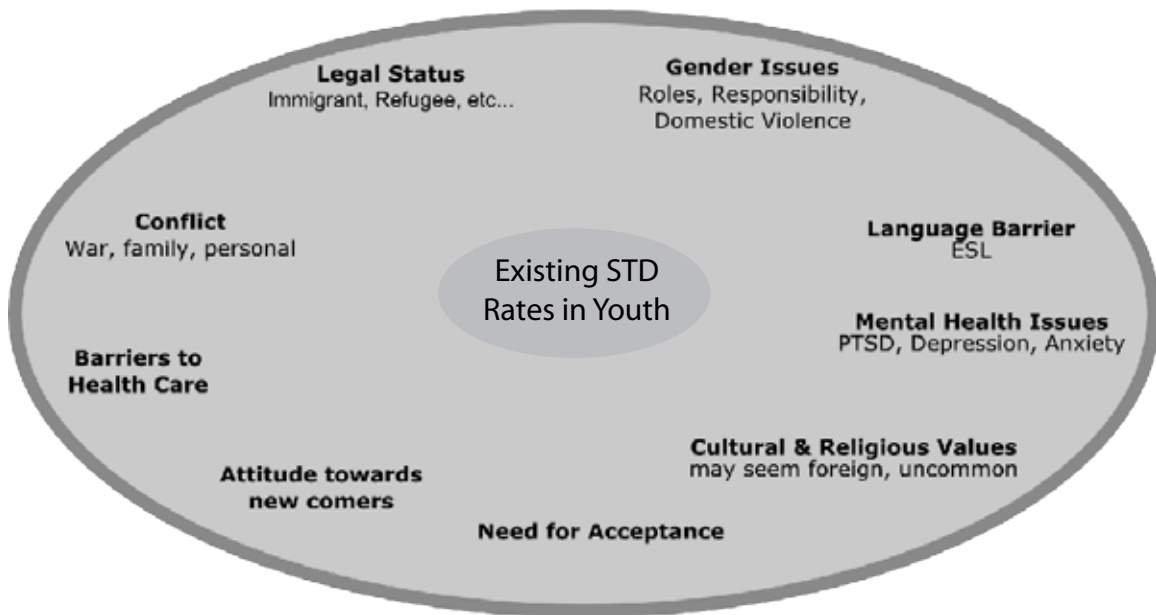 Legal Status
Immigrant, Refugee, etc...
Gender Issues
Roles, Responsibility,
Domestic Violence
Conflict
War, family, personal
Language Barrier
ESL
Existing STD
Rates in Youth
Mental Health Issues
PTSD, Depression, Anxiety
Barriers to
Health Care
Cultural & Religious Values
may seem foreign, uncommon
Attitude towards
new comers
Need for Acceptance